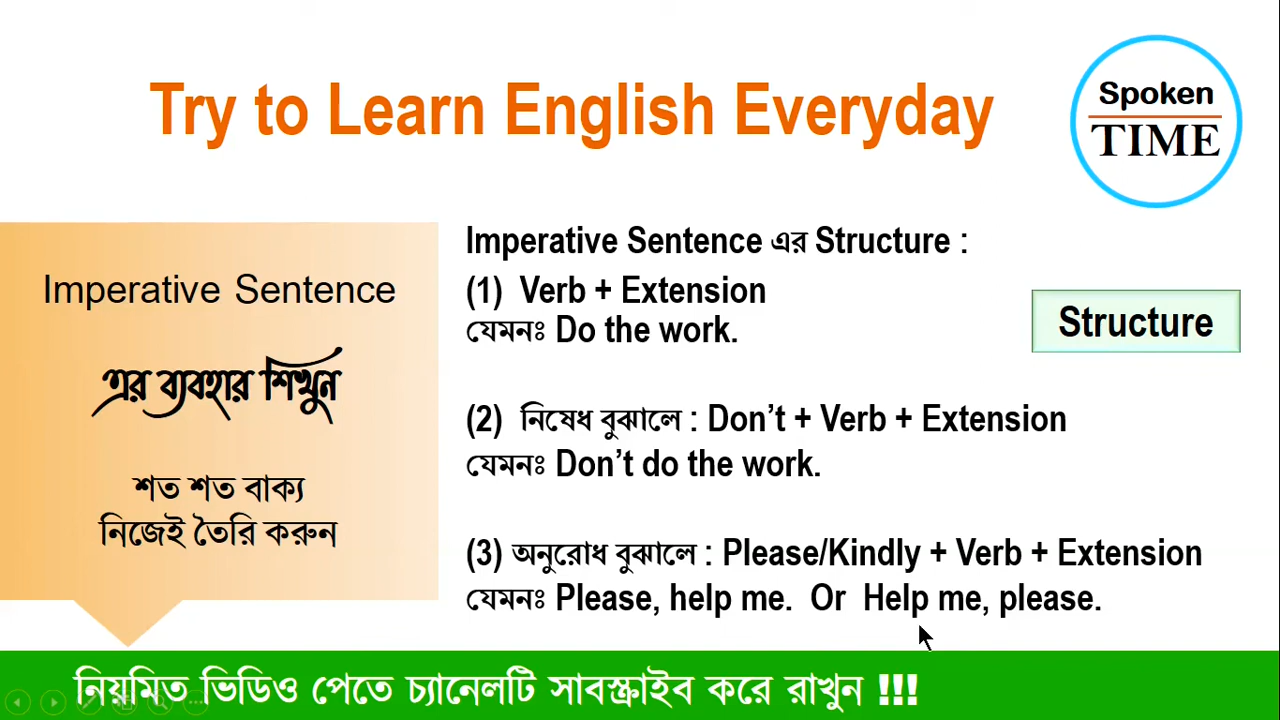 Try to Learn English Everyday
Spoken
TIME
Imperative Sentence
এর ব্যবহার শিখুন
শত শত বাক্য
নিজেই তৈরি করুন
Imperative Sentence এর Structure :
(1) Verb + Extension
যেমনঃ Do the work.
Structure
(2) নিষেধ বুঝালে : Don’t + Verb + Extension
যেমনঃ Don’t do the work.
(3) অনুরোধ বুঝালে : Please/Kindly + Verb + Extension
যেমনঃ Please, help me. Or Help me, please.
নিয়মিত ভিডিও পেতে চ্যানেলটি সাবস্ক্রাইব করে রাখুন !!!